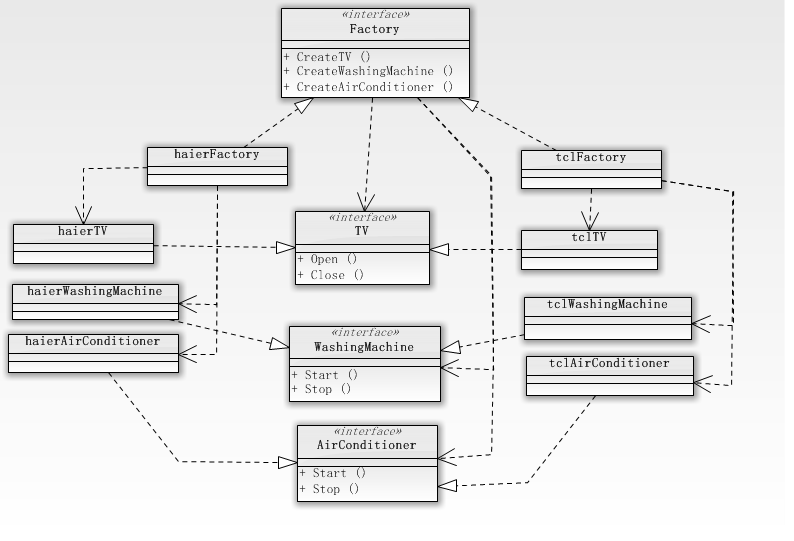 «interface»
Factory
+ CreateTV ()
+ CreateWashingMachine ()
+ CreateAirConditioner ()
haierFactory
tclFactory
haierTV
«interface»
TV
+ Open ()
+ Close ()
tclTV
haierWashingMachine
tclWashingMachine
haierAirConditioner
«interface»
WashingMachine
+ Start ()
+ Stop ()
tclAirConditioner
«interface»
AirConditioner
+ Start ()
+ Stop ()